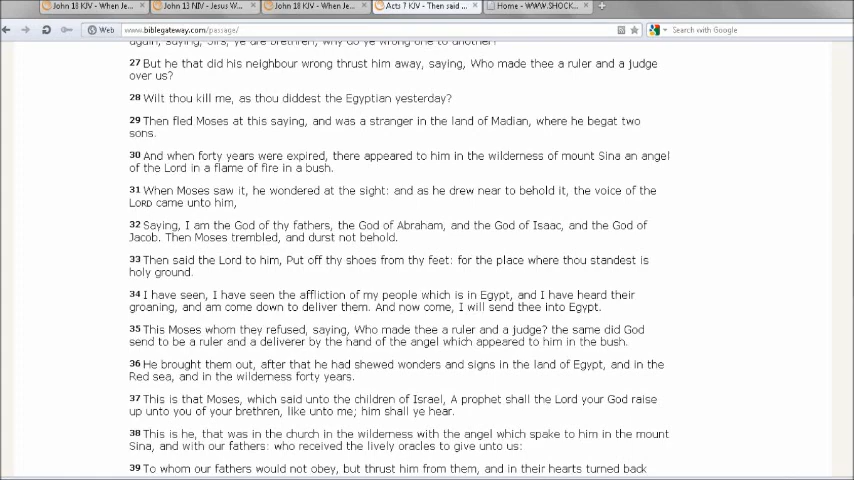 John 18 KJV - When Je...
John 13 NIV - Jesus W...
John 18 KJV - When Je...
Acts 7 KJV - Then said ...
Home - WWW.SHOCK...
Web
www.biblegateway.com/passage/
Search with Google
again, saying, Sirs, ye are brethren; why do ye wrong one to another?
27 But he that did his neighbour wrong thrust him away, saying, Who made thee a ruler and a judge
over us?
28 Wilt thou kill me, as thou diddest the Egyptian yesterday?
29 Then fled Moses at this saying, and was a stranger in the land of Madian, where he begat two
sons.
30 And when forty years were expired, there appeared to him in the wilderness of mount Sina an angel
of the Lord in a flame of fire in a bush.
31 When Moses saw it, he wondered at the sight: and as he drew near to behold it, the voice of the
LORD came unto him,
32 Saying, I am the God of thy fathers, the God of Abraham, and the God of Isaac, and the God of
Jacob. Then Moses trembled, and durst not behold.
33 Then said the Lord to him, Put off thy shoes from thy feet: for the place where thou standest is
holy ground.
34 I have seen, I have seen the affliction of my people which is in Egypt, and I have heard their
groaning, and am come down to deliver them. And now come, I will send thee into Egypt.
35 This Moses whom they refused, saying, Who made thee a ruler and a judge? the same did God
send to be a ruler and a deliverer by the hand of the angel which appeared to him in the bush.
36 He brought them out, after that he had shewed wonders and signs in the land of Egypt, and in the
Red sea, and in the wilderness forty years.
37 This is that Moses, which said unto the children of Israel, A prophet shall the Lord your God raise
up unto you of your brethren, like unto me; him shall ye hear.
38 This is he, that was in the church in the wilderness with the angel which spake to him in the mount
Sina, and with our fathers: who received the lively oracles to give unto us:
39 To whom our fathers would not obey, but thrust him from them, and in their hearts turned back